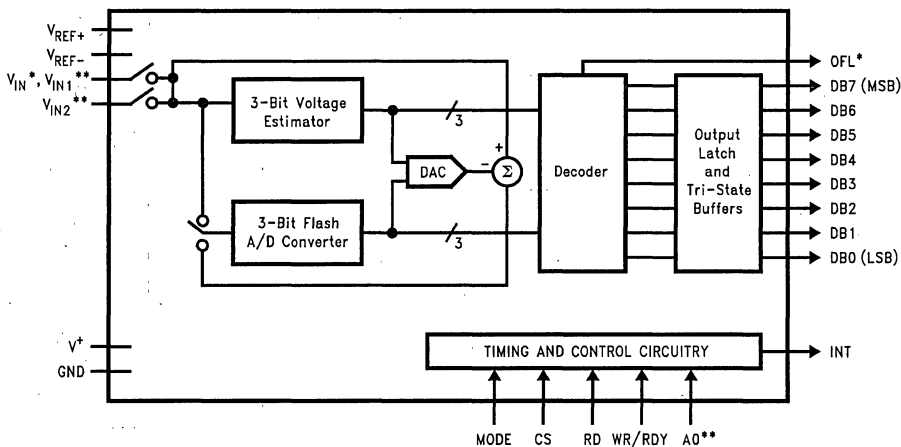 V_REF+
V_REF-
V_IN*, V_IN1**
V_IN2**
3-Bit Voltage
Estimator
3
DAC
+
-
Σ
3-Bit Flash
A/D Converter
3
Decoder
Output
Latch
and
Tri-State
Buffers
OFL*
DB7 (MSB)
DB6
DB5
DB4
DB3
DB2
DB1
DB0 (LSB)
V+
GND
TIMING AND CONTROL CIRCUITRY
INT
MODE CS RD WR/RDY A0**